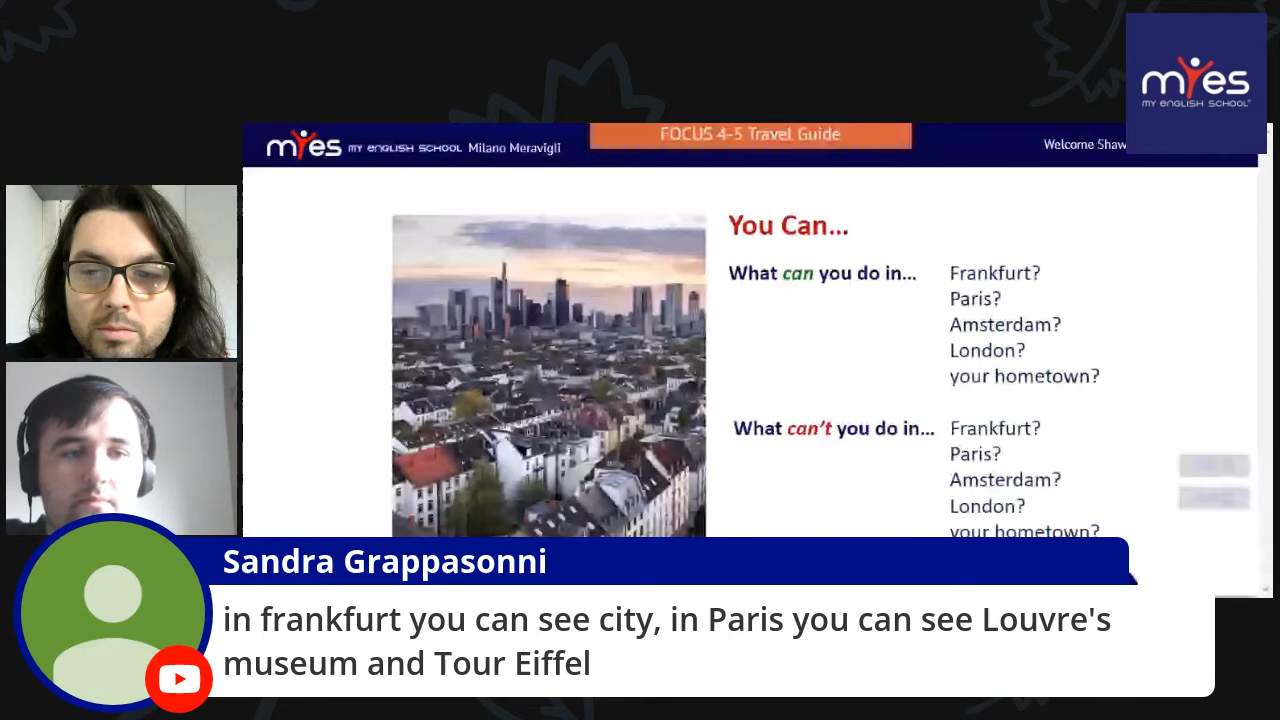 myes
MY ENGLISH SCHOOL
myes MY ENGLISH SCHOOL Milano Meravigli
FOCUS 4-5 Travel Guide
Welcome Shaw
You Can...
What can you do in... Frankfurt?
Paris?
Amsterdam?
London?
your hometown?
What can't you do in... Frankfurt?
Paris?
Amsterdam?
London?
your hometown?
Sandra Grappasonni
in frankfurt you can see city, in Paris you can see Louvre's
museum and Tour Eiffel